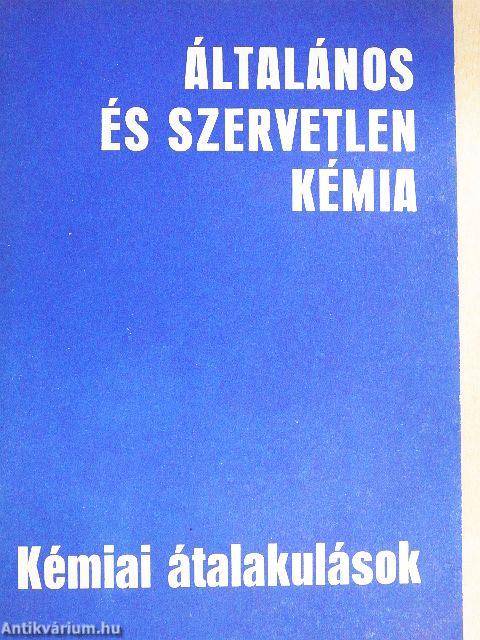 ÁLTALÁNOS
ÉS SZERVETLEN
KÉMIA
Kémiai átalakulások
Antikvárium.hu